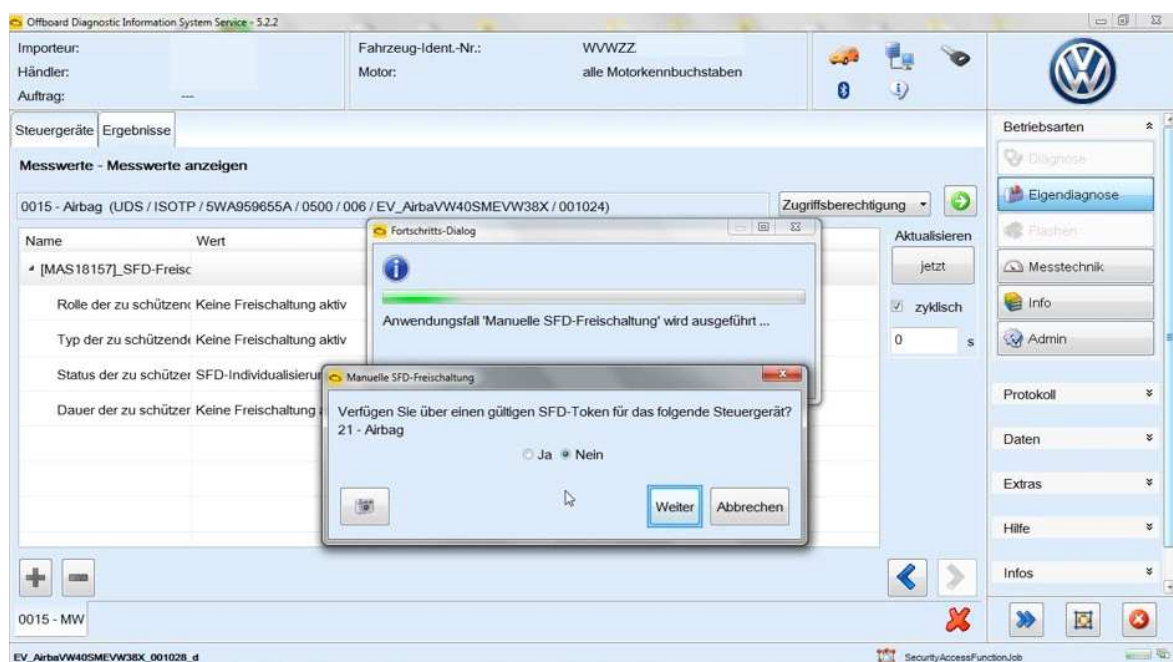 Offboard Diagnostic Information System Service - 5.2.2
Importeur:
Händler:
Auftrag: ---
Fahrzeug-Ident.-Nr.: WVWZZ
Motor: alle Motorkennbuchstaben
Steuergeräte Ergebnisse
Messwerte - Messwerte anzeigen
0015 - Airbag (UDS / ISOTP / 5WA959655A / 0500 / 006 / EV_AirbaVW40SMEVW38X / 001024)
Zugriffsberechtigung
Name Wert
[MAS18157]_SFD-Freisc
Rolle der zu schützend Keine Freischaltung aktiv
Typ der zu schützende Keine Freischaltung aktiv
Status der zu schützer SFD-Individualisierun
Dauer der zu schützer Keine Freischaltung
Fortschritts-Dialog
Anwendungsfall 'Manuelle SFD-Freischaltung' wird ausgeführt ...
Manuelle SFD-Freischaltung
Verfügen Sie über einen gültigen SFD-Token für das folgende Steuergerät?
21 - Airbag
Ja Nein
Weiter Abbrechen
Aktualisieren
jetzt
zyklisch
0 s
0015 - MW
EV_AirbaVW40SMEVW38X_001028_d
SecurityAccessFunctionJob
Betriebsarten
Diagnose
Eigendiagnose
Flashen
Messtechnik
Info
Admin
Protokoll
Daten
Extras
Hilfe
Infos